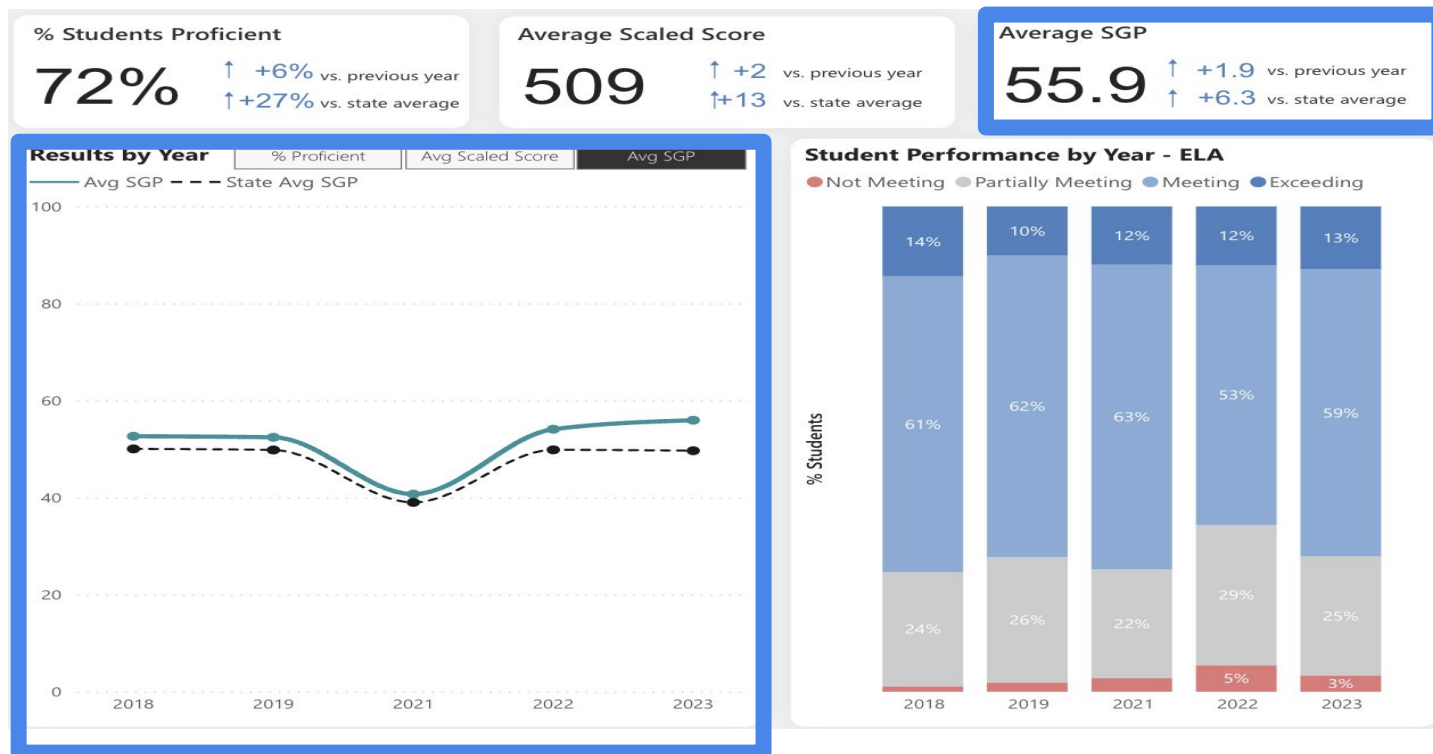 % Students Proficient
72%
↑ +6% vs. previous year
↑+27% vs. state average
Average Scaled Score
509
↑ +2 vs. previous year
↑+13 vs. state average
Average SGP
55.9
↑ +1.9 vs. previous year
↑ +6.3 vs. state average
Results by Year
% Proficient
Avg Scaled Score
Avg SGP
Avg SGP
State Avg SGP
100
80
60
40
20
0
2018 2019 2021 2022 2023
Student Performance by Year - ELA
Not Meeting Partially Meeting Meeting Exceeding
% Students
14% 10% 12% 12% 13%
61% 62% 63% 53% 59%
24% 26% 22% 29% 25%
5% 3%
2018 2019 2021 2022 2023